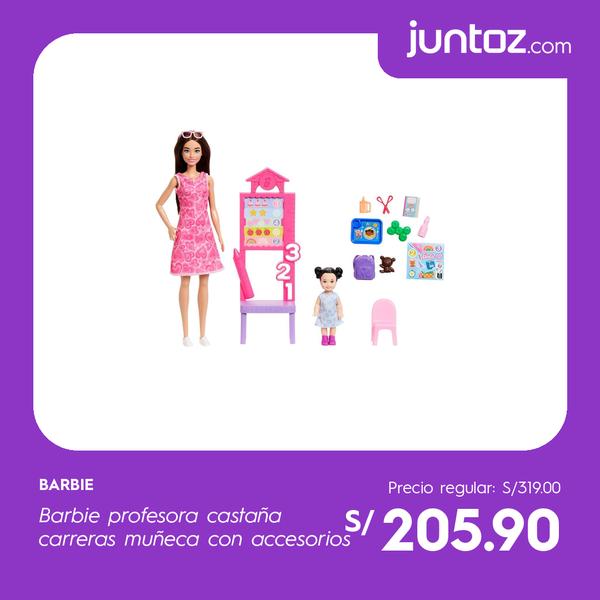 juntoz.com
3
2
1
BARBIE
Barbie profesora castaña
carreras muñeca con accesorios
Precio regular: S/319.00
S/ 205.90